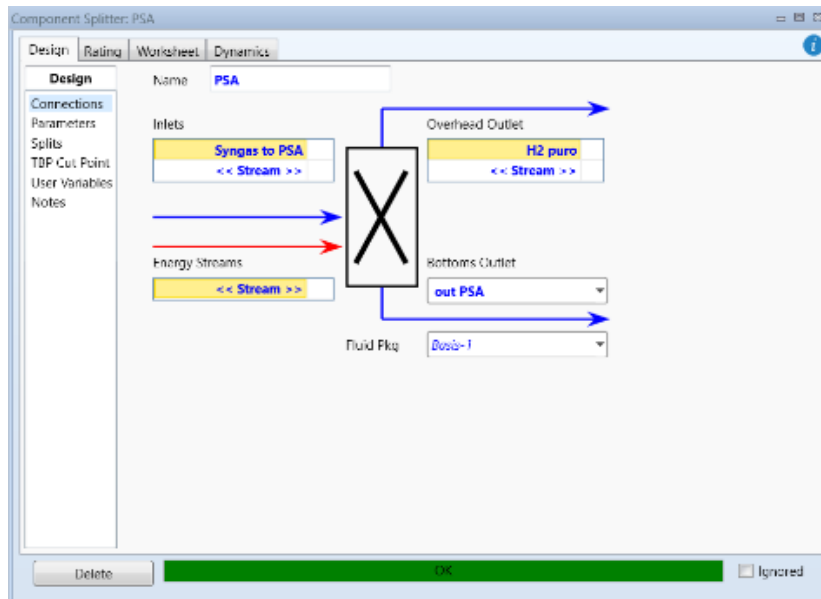 Component Splitter: PSA
Design Rating Worksheet Dynamics
Design
Connections
Parameters
Splits
TBP Cut Point
User Variables
Notes
Name PSA
Inlets
Syngas to PSA
<< Stream >>
Overhead Outlet
H2 puro
<< Stream >>
Energy Streams
<< Stream >>
Bottoms Outlet
out PSA
Fluid Pkg Basis-1
Delete
OK
Ignored